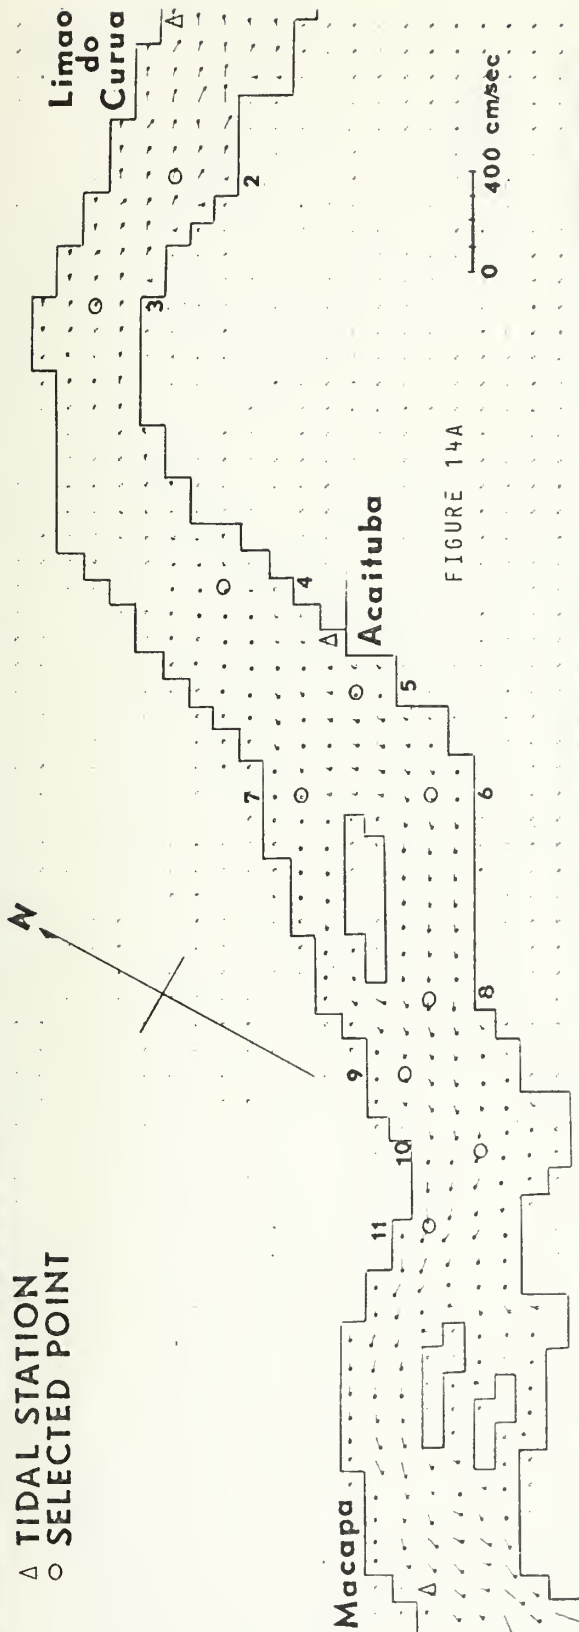 △ TIDAL STATION
○ SELECTED POINT
N
Limao
do
Curua
Macapa
Acaituba
2
3
4
5
6
7
8
9
10
11
0 400 cm/sec
FIGURE 14A